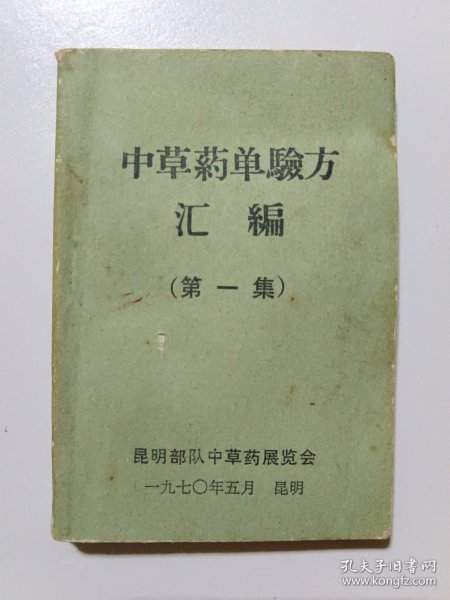 中草葯单驗方
汇編
(第一集)
昆明部队中草药展览会
一九七〇年五月 昆明
孔夫子旧书网
www.kongfz.com